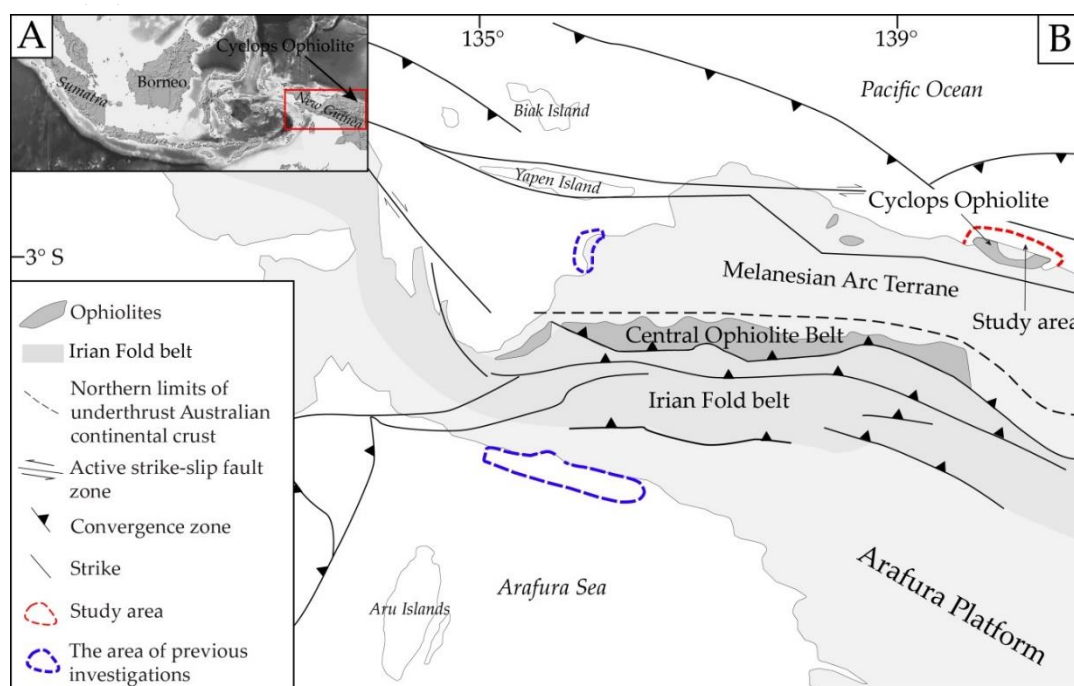 A
Cyclops Ophiolite
Sumatra
Borneo
New Guinea
135°
139°
B
Pacific Ocean
Biak Island
Yapen Island
Cyclops Ophiolite
3° S
Melanesian Arc Terrane
Study area
Central Ophiolite Belt
Irian Fold belt
Arafura Sea
Aru Islands
Arafura Platform
Ophiolites
Irian Fold belt
Northern limits of
underthrust Australian
continental crust
Active strike-slip fault
zone
Convergence zone
Strike
Study area
The area of previous
investigations